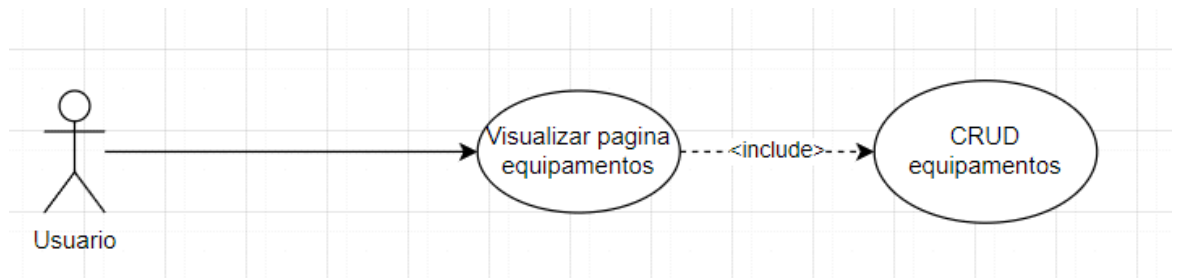 Visualizar pagina
equipamentos
<include>
CRUD
equipamentos
Usuario